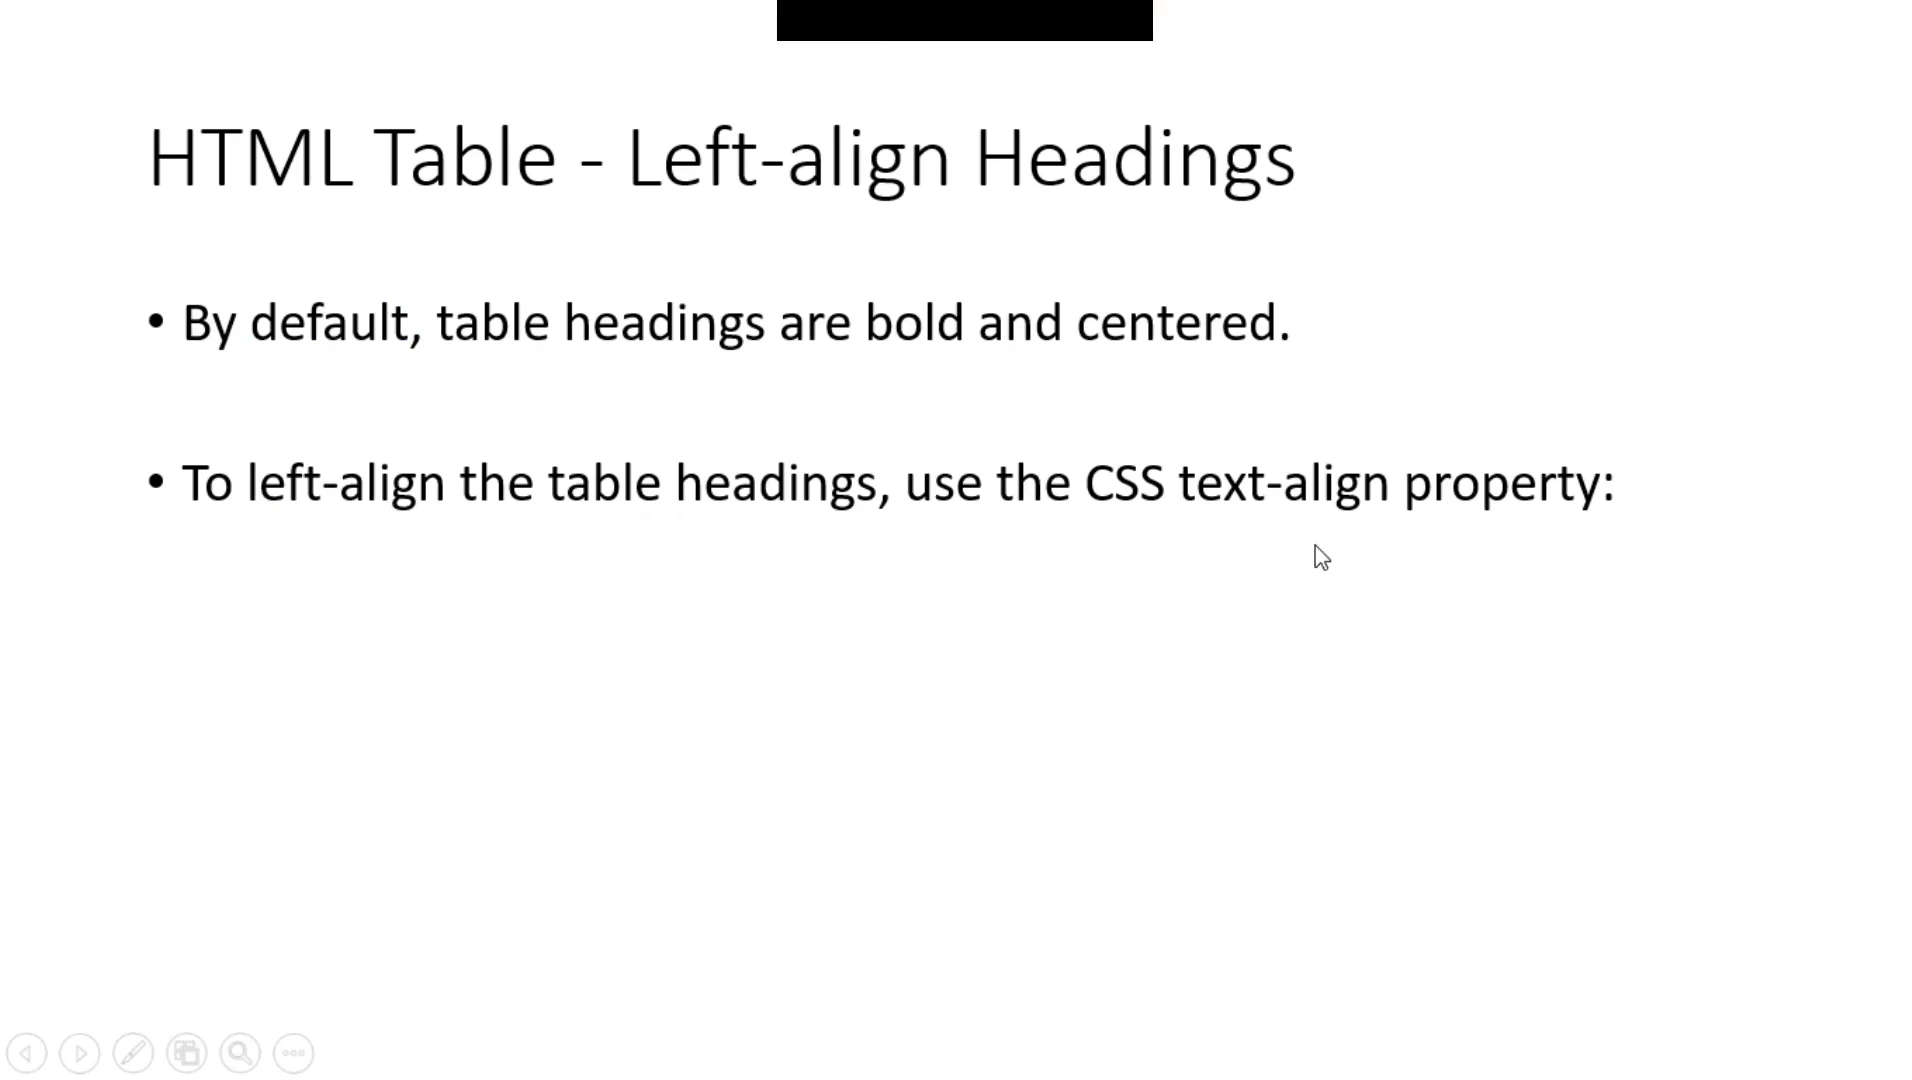 HTML Table - Left-align Headings
• By default, table headings are bold and centered.
• To left-align the table headings, use the CSS text-align property: